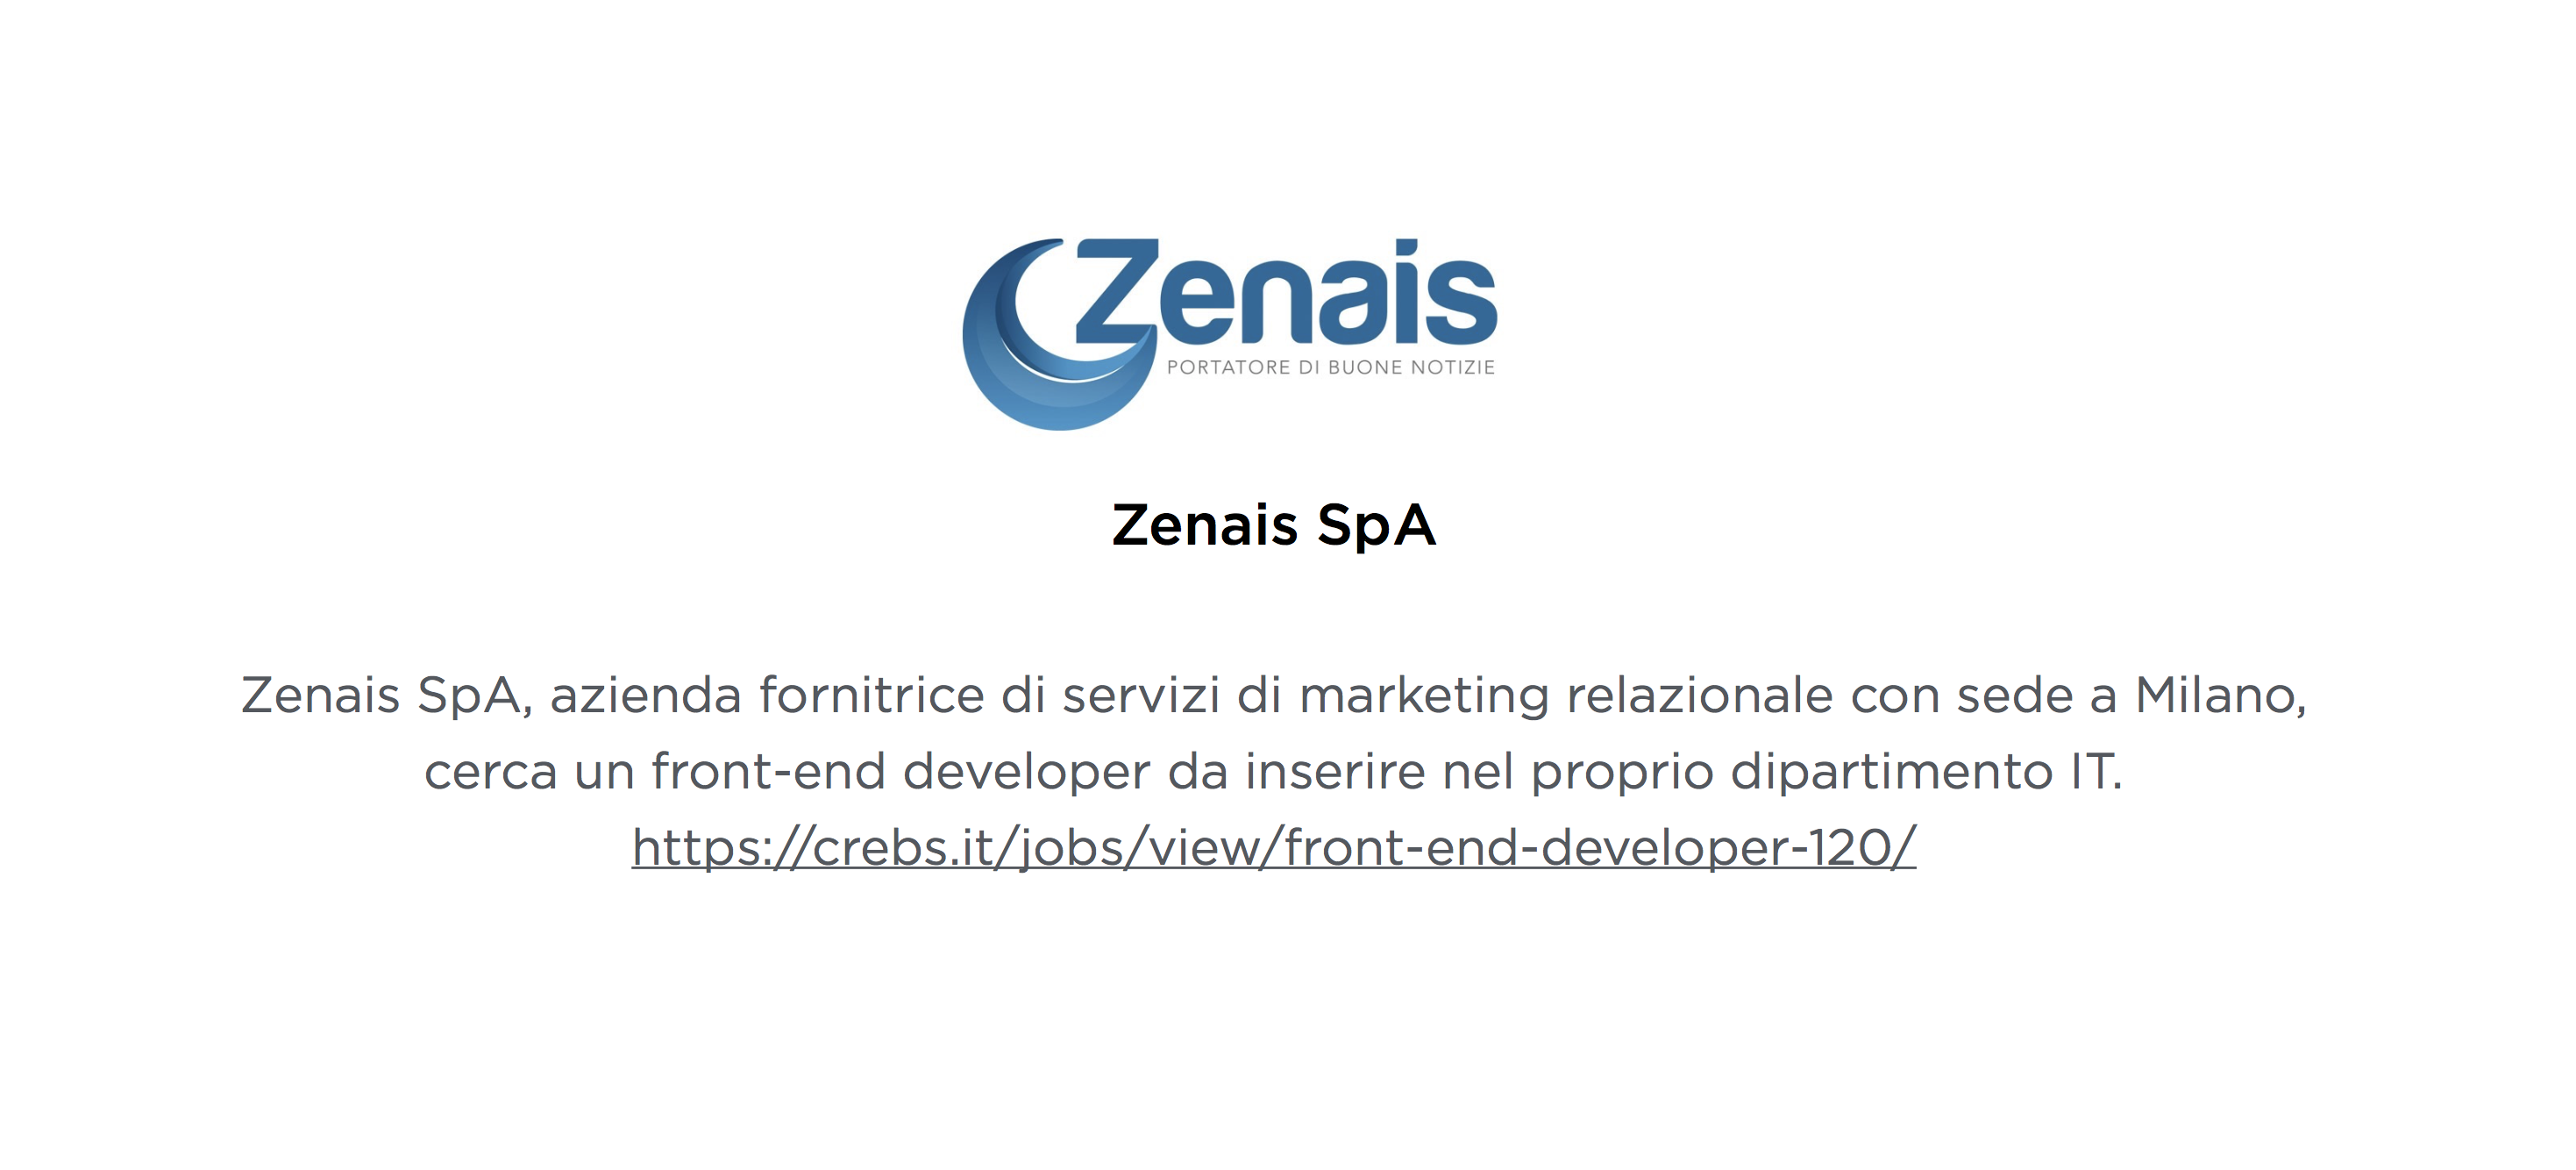 Zenais
PORTATORE DI BUONE NOTIZIE
Zenais SpA
Zenais SpA, azienda fornitrice di servizi di marketing relazionale con sede a Milano,
cerca un front-end developer da inserire nel proprio dipartimento IT.
https://crebs.it/jobs/view/front-end-developer-120/